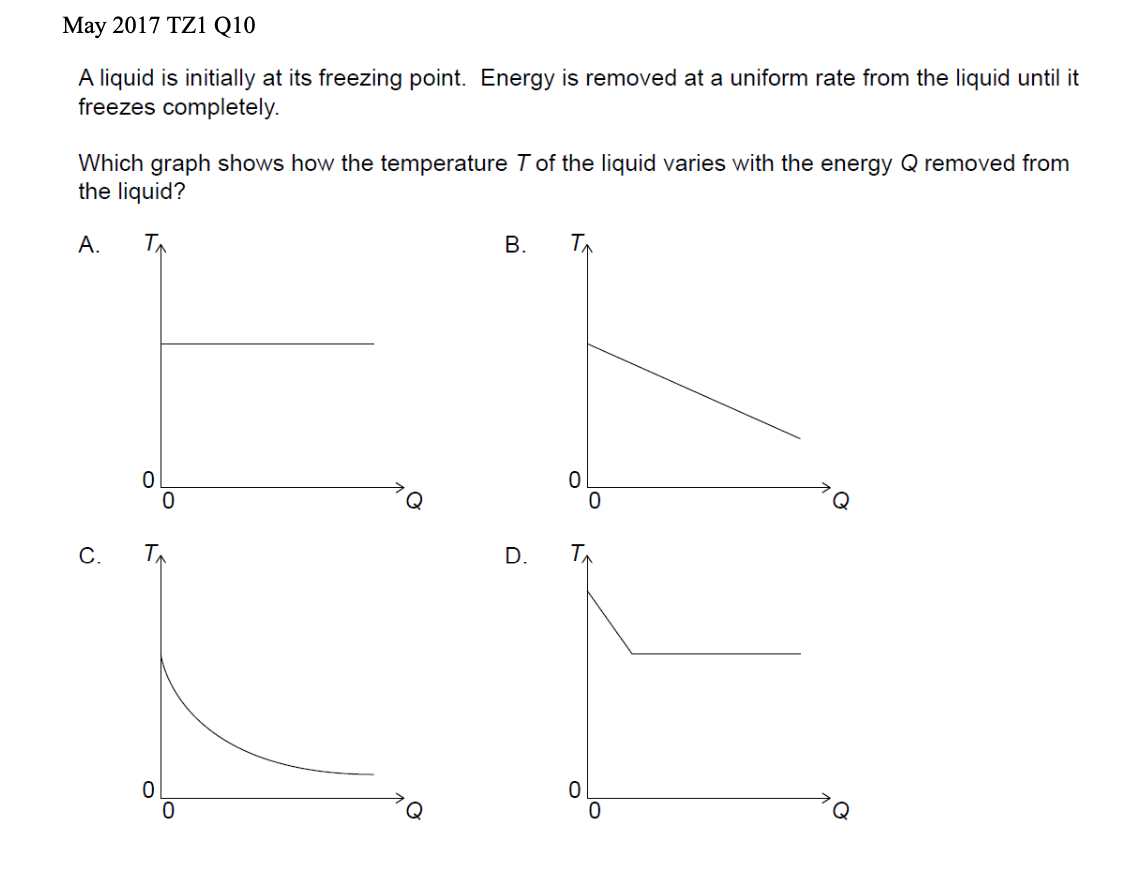 May 2017 TZ1 Q10
A liquid is initially at its freezing point. Energy is removed at a uniform rate from the liquid until it
freezes completely.
Which graph shows how the temperature T of the liquid varies with the energy Q removed from
the liquid?
A. T
0
0 Q
B. T
0
0 Q
C. T
0
0 Q
D. T
0
0 Q